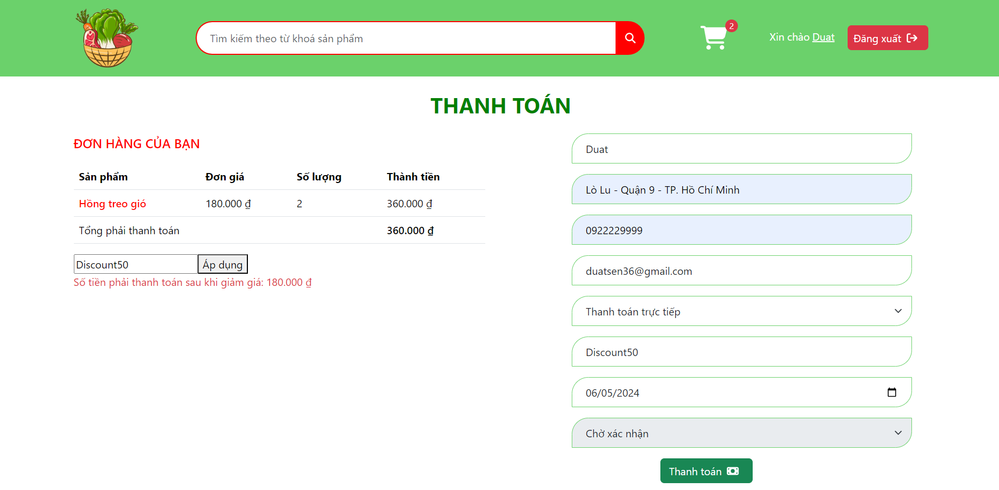 Tìm kiếm theo từ khoá sản phẩm
2
Xin chào Duat
Đăng xuất
THANH TOÁN
ĐƠN HÀNG CỦA BẠN
Sản phẩm Đơn giá Số lượng Thành tiền
Hồng treo gió 180.000 ₫ 2 360.000 ₫
Tổng phải thanh toán 360.000 ₫
Discount50 Áp dụng
Số tiền phải thanh toán sau khi giảm giá: 180.000 ₫
Duat
Lò Lu - Quận 9 - TP. Hồ Chí Minh
0922229999
duatsen36@gmail.com
Thanh toán trực tiếp
Discount50
06/05/2024
Chờ xác nhận
Thanh toán